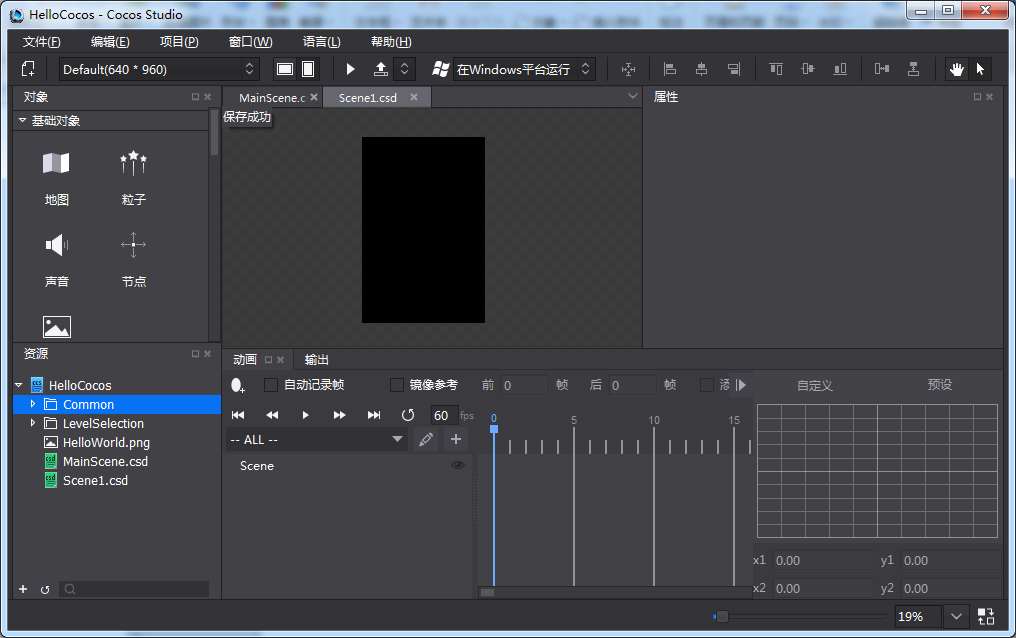 HelloCocos - Cocos Studio
文件(F) 编辑(E) 项目(P) 窗口(W) 语言(L) 帮助(H)
Default(640 * 960) 在Windows平台运行
对象
MainScene.c Scene1.csd
属性
保存成功
基础对象
地图 粒子
声音 节点
资源
HelloCocos
Common
LevelSelection
HelloWorld.png
MainScene.csd
Scene1.csd
动画 输出
自动记录帧 镜像参考 前 0 帧 后 0 帧
自定义 预设
60 fps
0 5 10 15
-- ALL --
Scene
x1 0.00 y1 0.00
x2 0.00 y2 0.00
19%